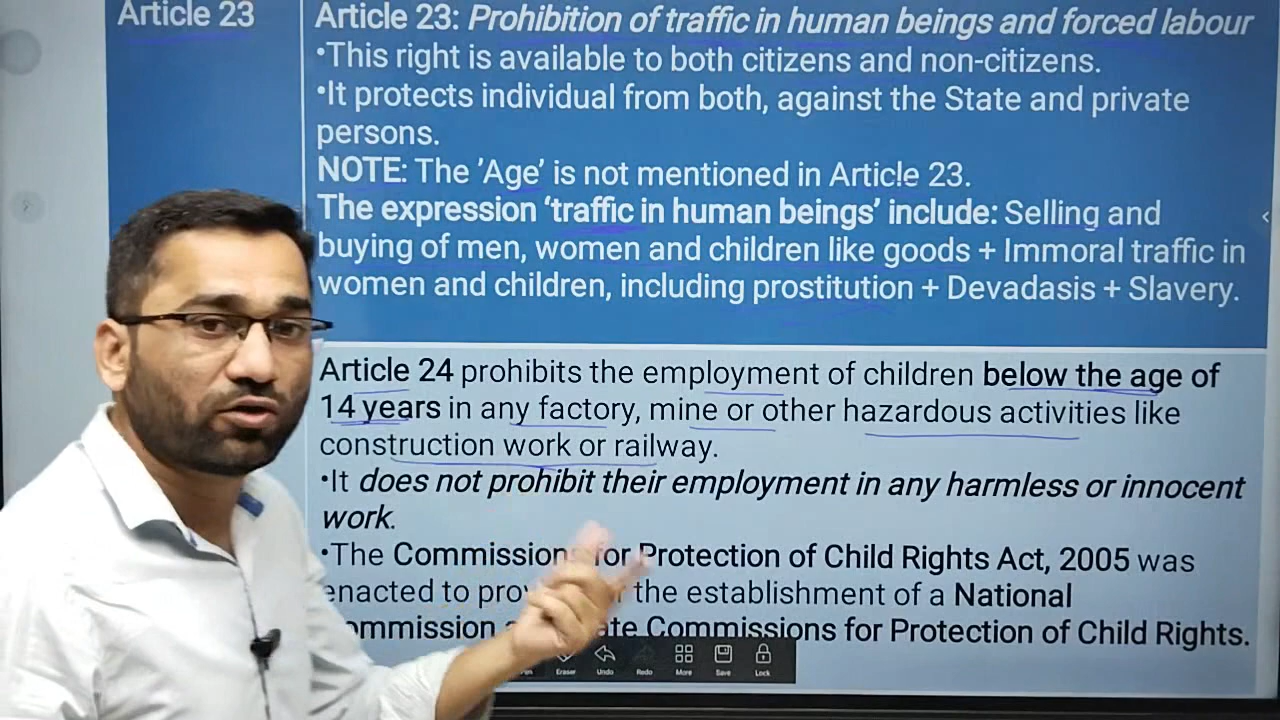 Article 23
Article 23: Prohibition of traffic in human beings and forced labour
•This right is available to both citizens and non-citizens.
•It protects individual from both, against the State and private
persons.
NOTE: The ’Age’ is not mentioned in Article 23.
The expression ‘traffic in human beings’ include: Selling and
buying of men, women and children like goods + Immoral traffic in
women and children, including prostitution + Devadasis + Slavery.
Article 24 prohibits the employment of children below the age of
14 years in any factory, mine or other hazardous activities like
construction work or railway.
•It does not prohibit their employment in any harmless or innocent
work.
•The Commissions for Protection of Child Rights Act, 2005 was
enacted to the establishment of a National
Commission Commissions for Protection of Child Rights.
Eraser Undo Redo More Save Lock